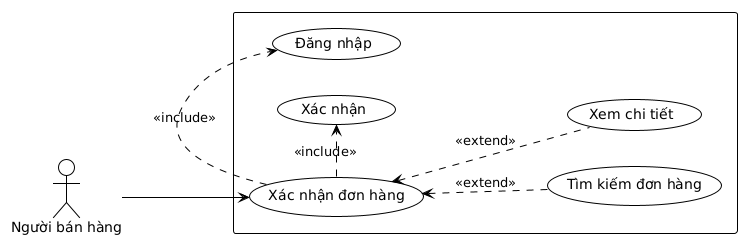 Đăng nhập
«include»
Xác nhận
Xem chi tiết
«extend»
«include»
«extend»
Tìm kiếm đơn hàng
Xác nhận đơn hàng
Người bán hàng